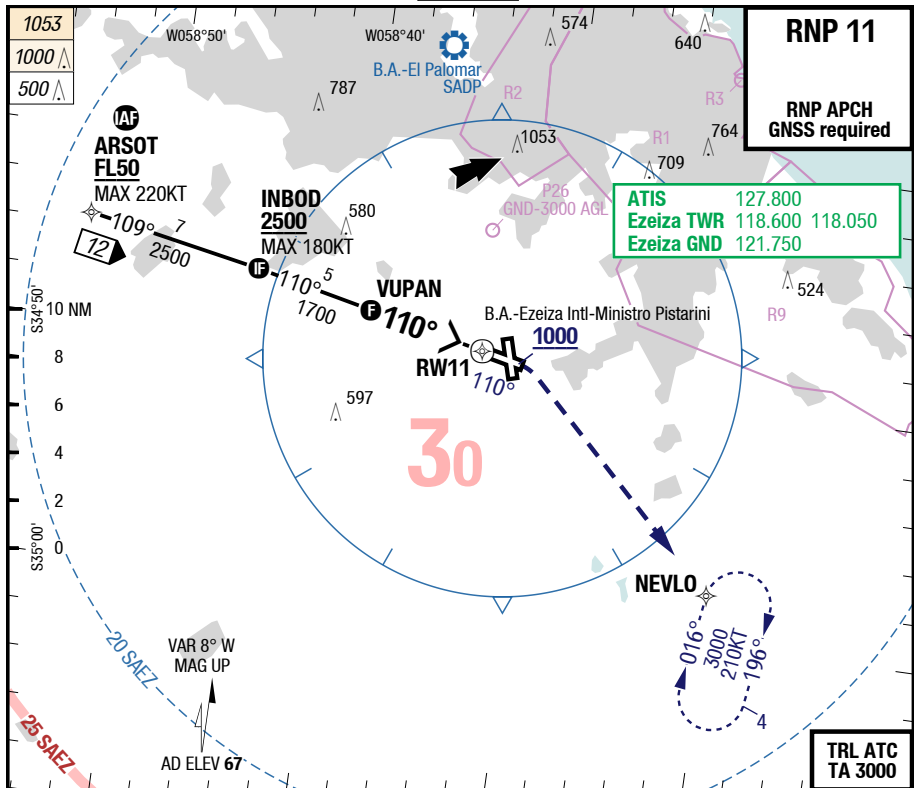 1053
1000
500
W058°50'
W058°40'
574
640
RNP 11
RNP APCH
GNSS required
B.A.-El Palomar
SADP
787
R2
R3
IAF
ARSOT
FL50
MAX 220KT
1053
R1
764
709
INBOD
2500
MAX 180KT
580
P26
GND-3000 AGL
ATIS 127.800
Ezeiza TWR 118.600 118.050
Ezeiza GND 121.750
109°
7
2500
12
IF
110°
5
1700
VUPAN
F
110°
524
R9
S34°50'
10 NM
8
6
4
2
0
S35°00'
B.A.-Ezeiza Intl-Ministro Pistarini
1000
RW11
110°
597
30
NEVLO
016°
3000
210KT
196°
4
VAR 8° W
MAG UP
20 SAEZ
25 SAEZ
AD ELEV 67
TRL ATC
TA 3000